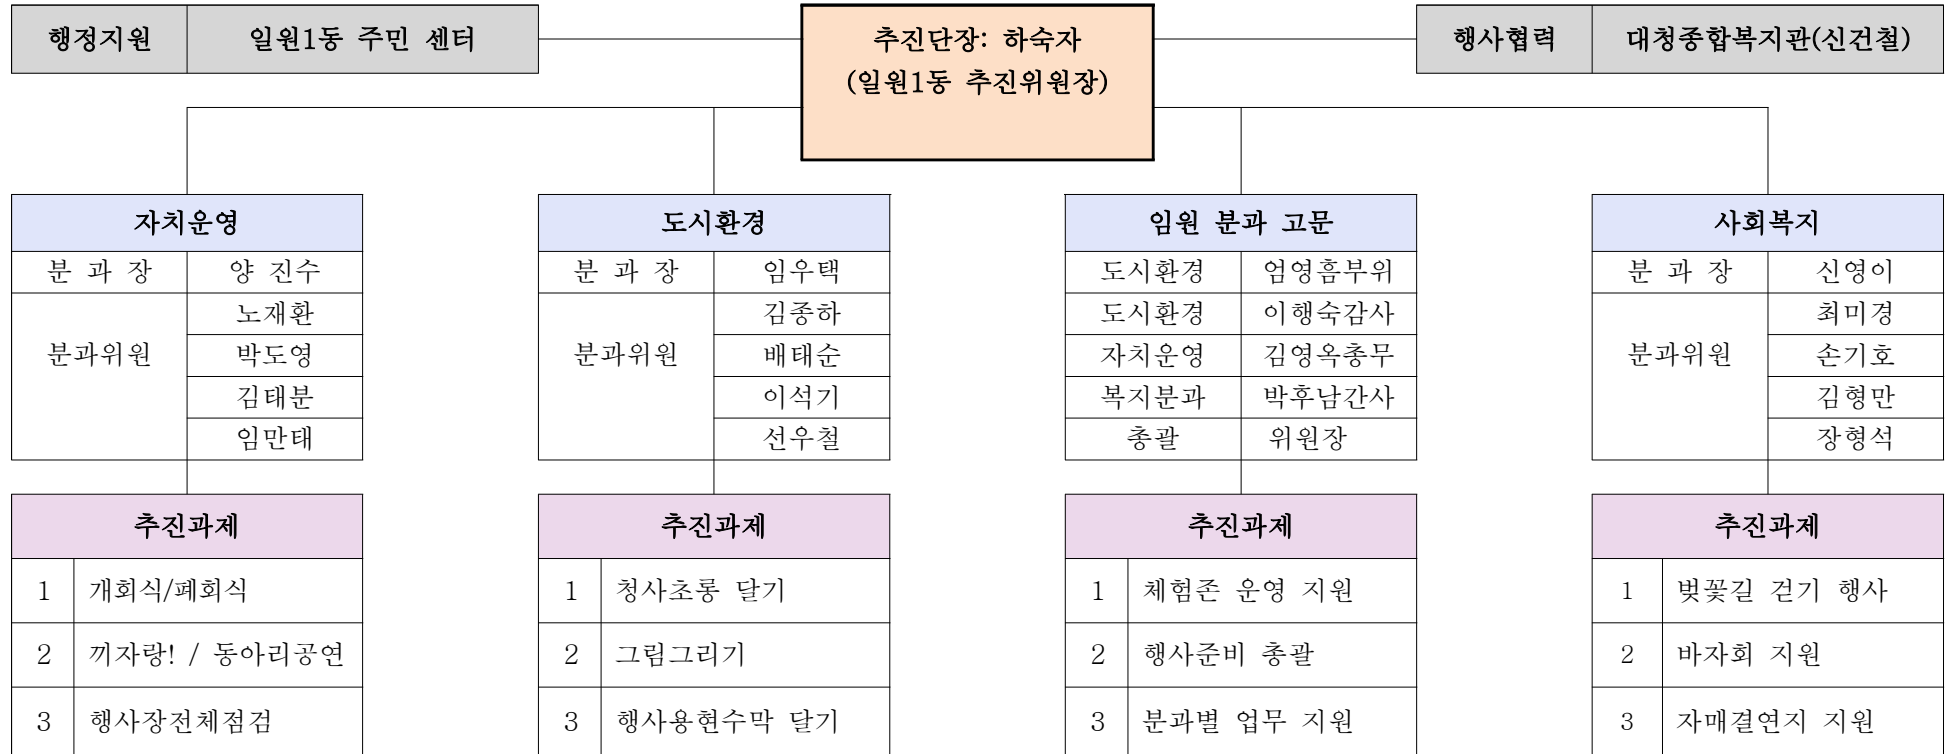 행정지원 일원1동 주민 센터
추진단장: 하숙자
(일원1동 추진위원장)
행사협력 대청종합복지관(신건철)
자치운영
분 과 장 양 진수
분과위원
노재환
박도영
김태분
임만태
추진과제
1 개회식/폐회식
2 끼자랑! / 동아리공연
3 행사장전체점검
도시환경
분 과 장 임우택
분과위원
김종하
배태순
이석기
선우철
추진과제
1 청사초롱 달기
2 그림그리기
3 행사용현수막 달기
임원 분과 고문
도시환경 엄영흠부위
도시환경 이행숙감사
자치운영 김영옥총무
복지분과 박후남간사
총괄 위원장
추진과제
1 체험존 운영 지원
2 행사준비 총괄
3 분과별 업무 지원
사회복지
분 과 장 신영이
분과위원
최미경
손기호
김형만
장형석
추진과제
1 벚꽃길 걷기 행사
2 바자회 지원
3 자매결연지 지원